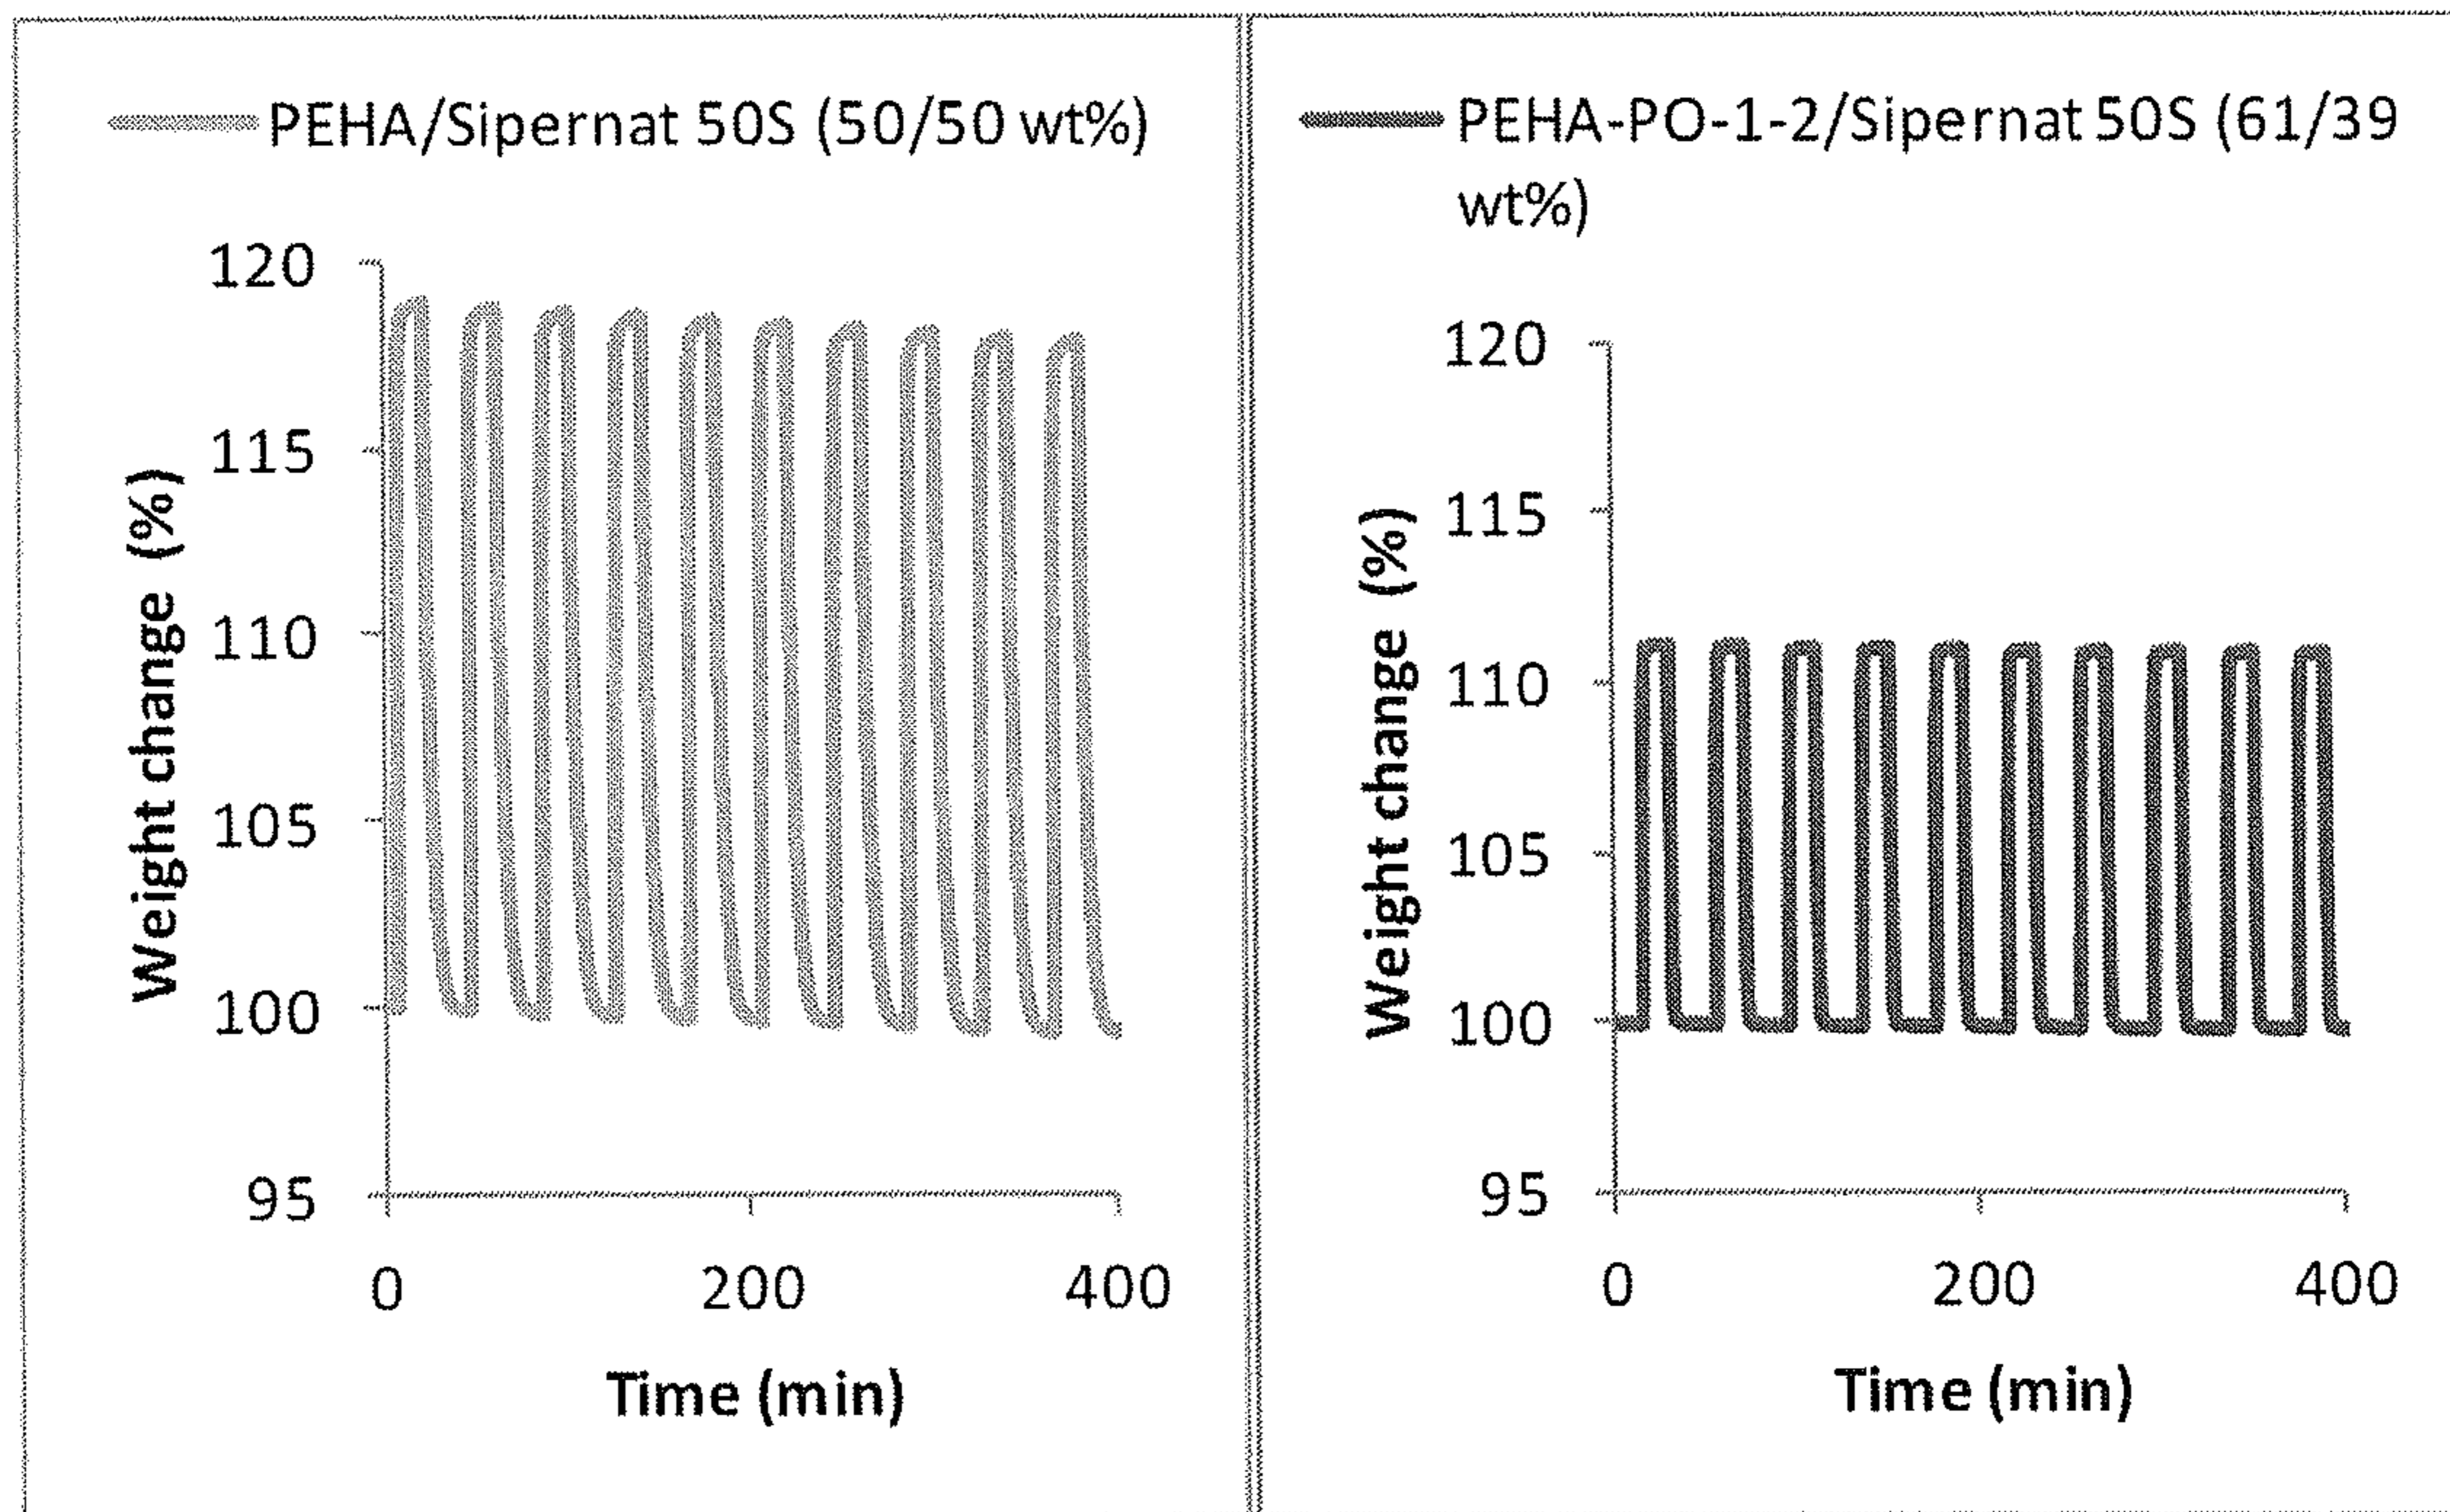 PEHA/Sipernat 50S (50/50 wt%)
120
115
110
105
100
95
Weight change (%)
0 200 400
Time (min)
PEHA-PO-1-2/Sipernat 50S (61/39
wt%)
120
115
110
105
100
95
Weight change (%)
0 200 400
Time (min)